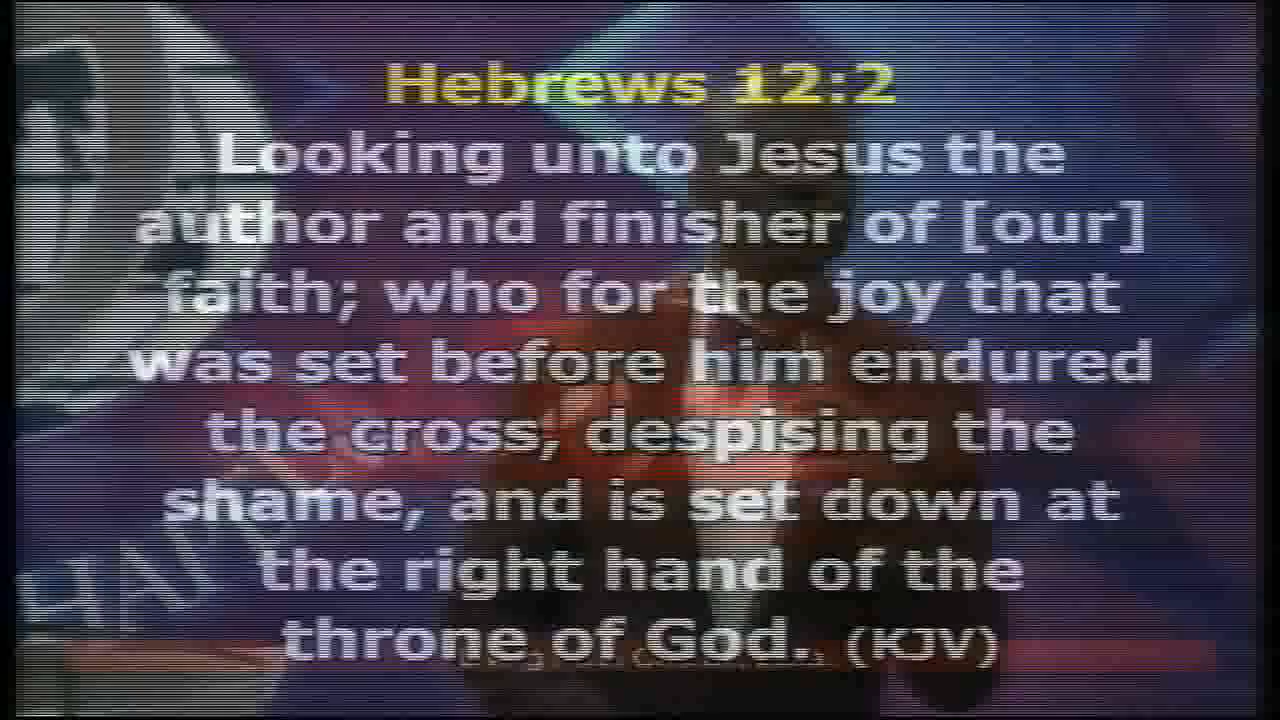 Hebrews 12:2
Looking unto Jesus the
author and finisher of [our]
faith; who for the joy that
was set before him endured
the cross, despising the
shame, and is set down at
the right hand of the
throne of God. (KJV)